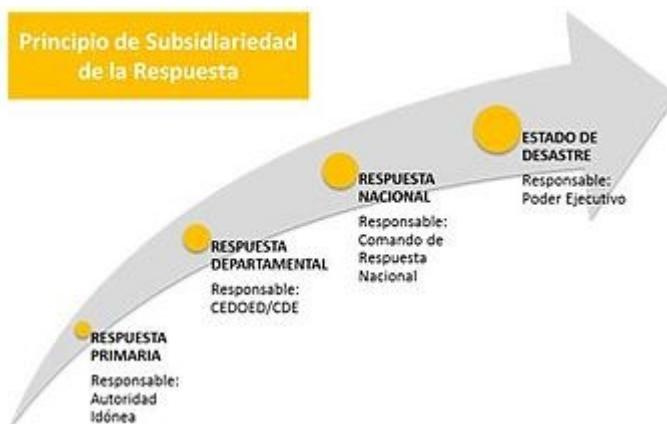 Principio de Subsidiariedad
de la Respuesta
ESTADO DE
DESASTRE
Responsable:
Poder Ejecutivo
RESPUESTA
NACIONAL
Responsable:
Comando de
Respuesta
Nacional
RESPUESTA
DEPARTAMENTAL
Responsable:
CEDOED/CDE
RESPUESTA
PRIMARIA
Responsable:
Autoridad
Idónea